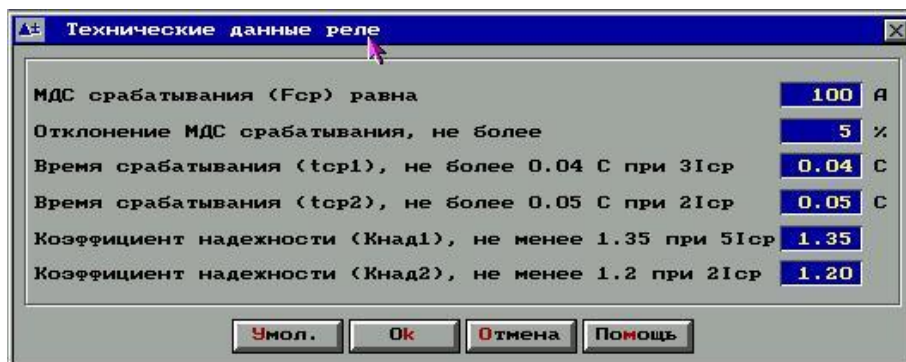 Технические данные реле
МДС срабатывания (Fср) равна 100 А
Отклонение МДС срабатывания, не более 5 %
Время срабатывания (tср1), не более 0.04 С при 3Iср 0.04 С
Время срабатывания (tср2), не более 0.05 С при 2Iср 0.05 С
Коэффициент надежности (Кнад1), не менее 1.35 при 5Iср 1.35
Коэффициент надежности (Кнад2), не менее 1.2 при 2Iср 1.20
Умол. Ok Отмена Помощь